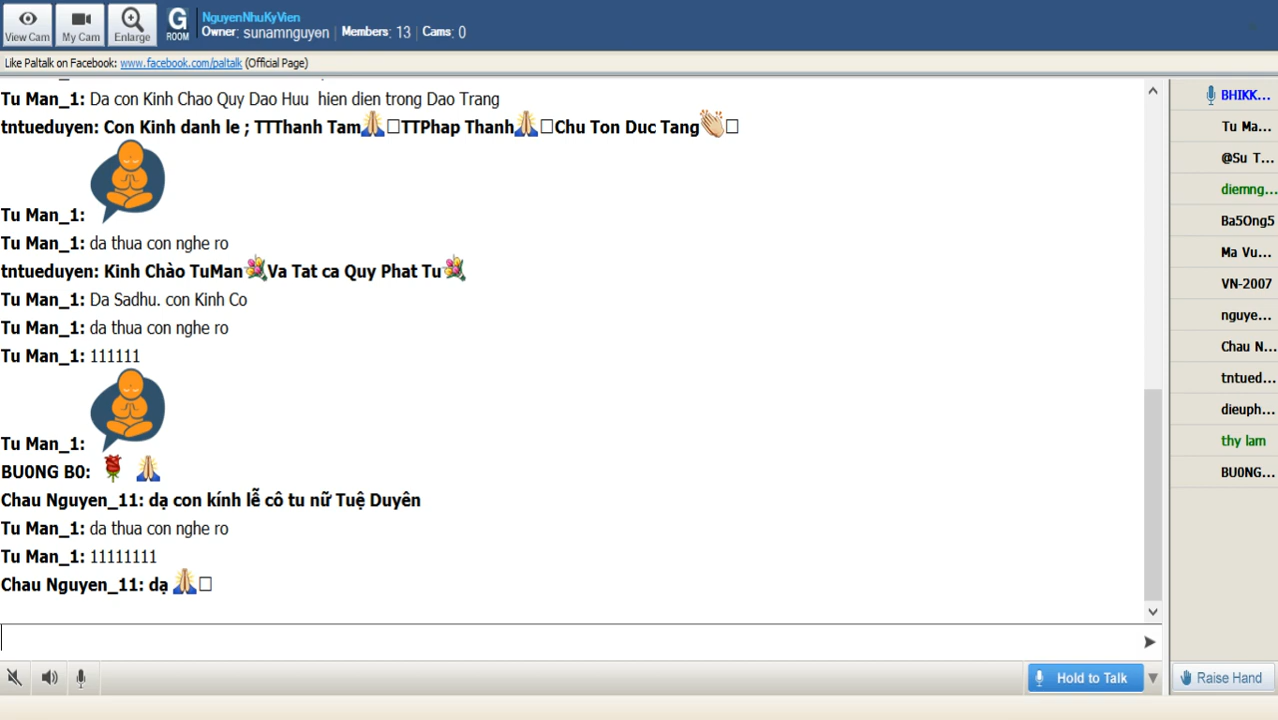 NguyenNhuKyVien
G
ROOM
Owner: sunamnguyen Members: 13 Cams: 0
View Cam
My Cam
Enlarge
Like Paltalk on Facebook: www.facebook.com/paltalk (Official Page)
Tu Man_1: Da con Kinh Chao Quy Dao Huu hien dien trong Dao Trang
tntueduyen: Con Kinh danh le ; TTThanh Tam🙏□TTPhap Thanh🙏□Chu Ton Duc Tang👏□
Tu Man_1:
Tu Man_1: da thua con nghe ro
tntueduyen: Kinh Chào TuMan💐Va Tat ca Quy Phat Tu💐
Tu Man_1: Da Sadhu. con Kinh Co
Tu Man_1: da thua con nghe ro
Tu Man_1: 111111
Tu Man_1:
BU0NG B0: 🌹 🙏
Chau Nguyen_11: dạ con kính lễ cô tu nữ Tuệ Duyên
Tu Man_1: da thua con nghe ro
Tu Man_1: 11111111
Chau Nguyen_11: dạ 🙏□
BHIKK...
Tu Ma...
@Su T...
diemng...
Ba5Ong5
Ma Vu...
VN-2007
nguye...
Chau N...
tntued...
dieuph...
thy lam
BU0NG...
Hold to Talk
Raise Hand